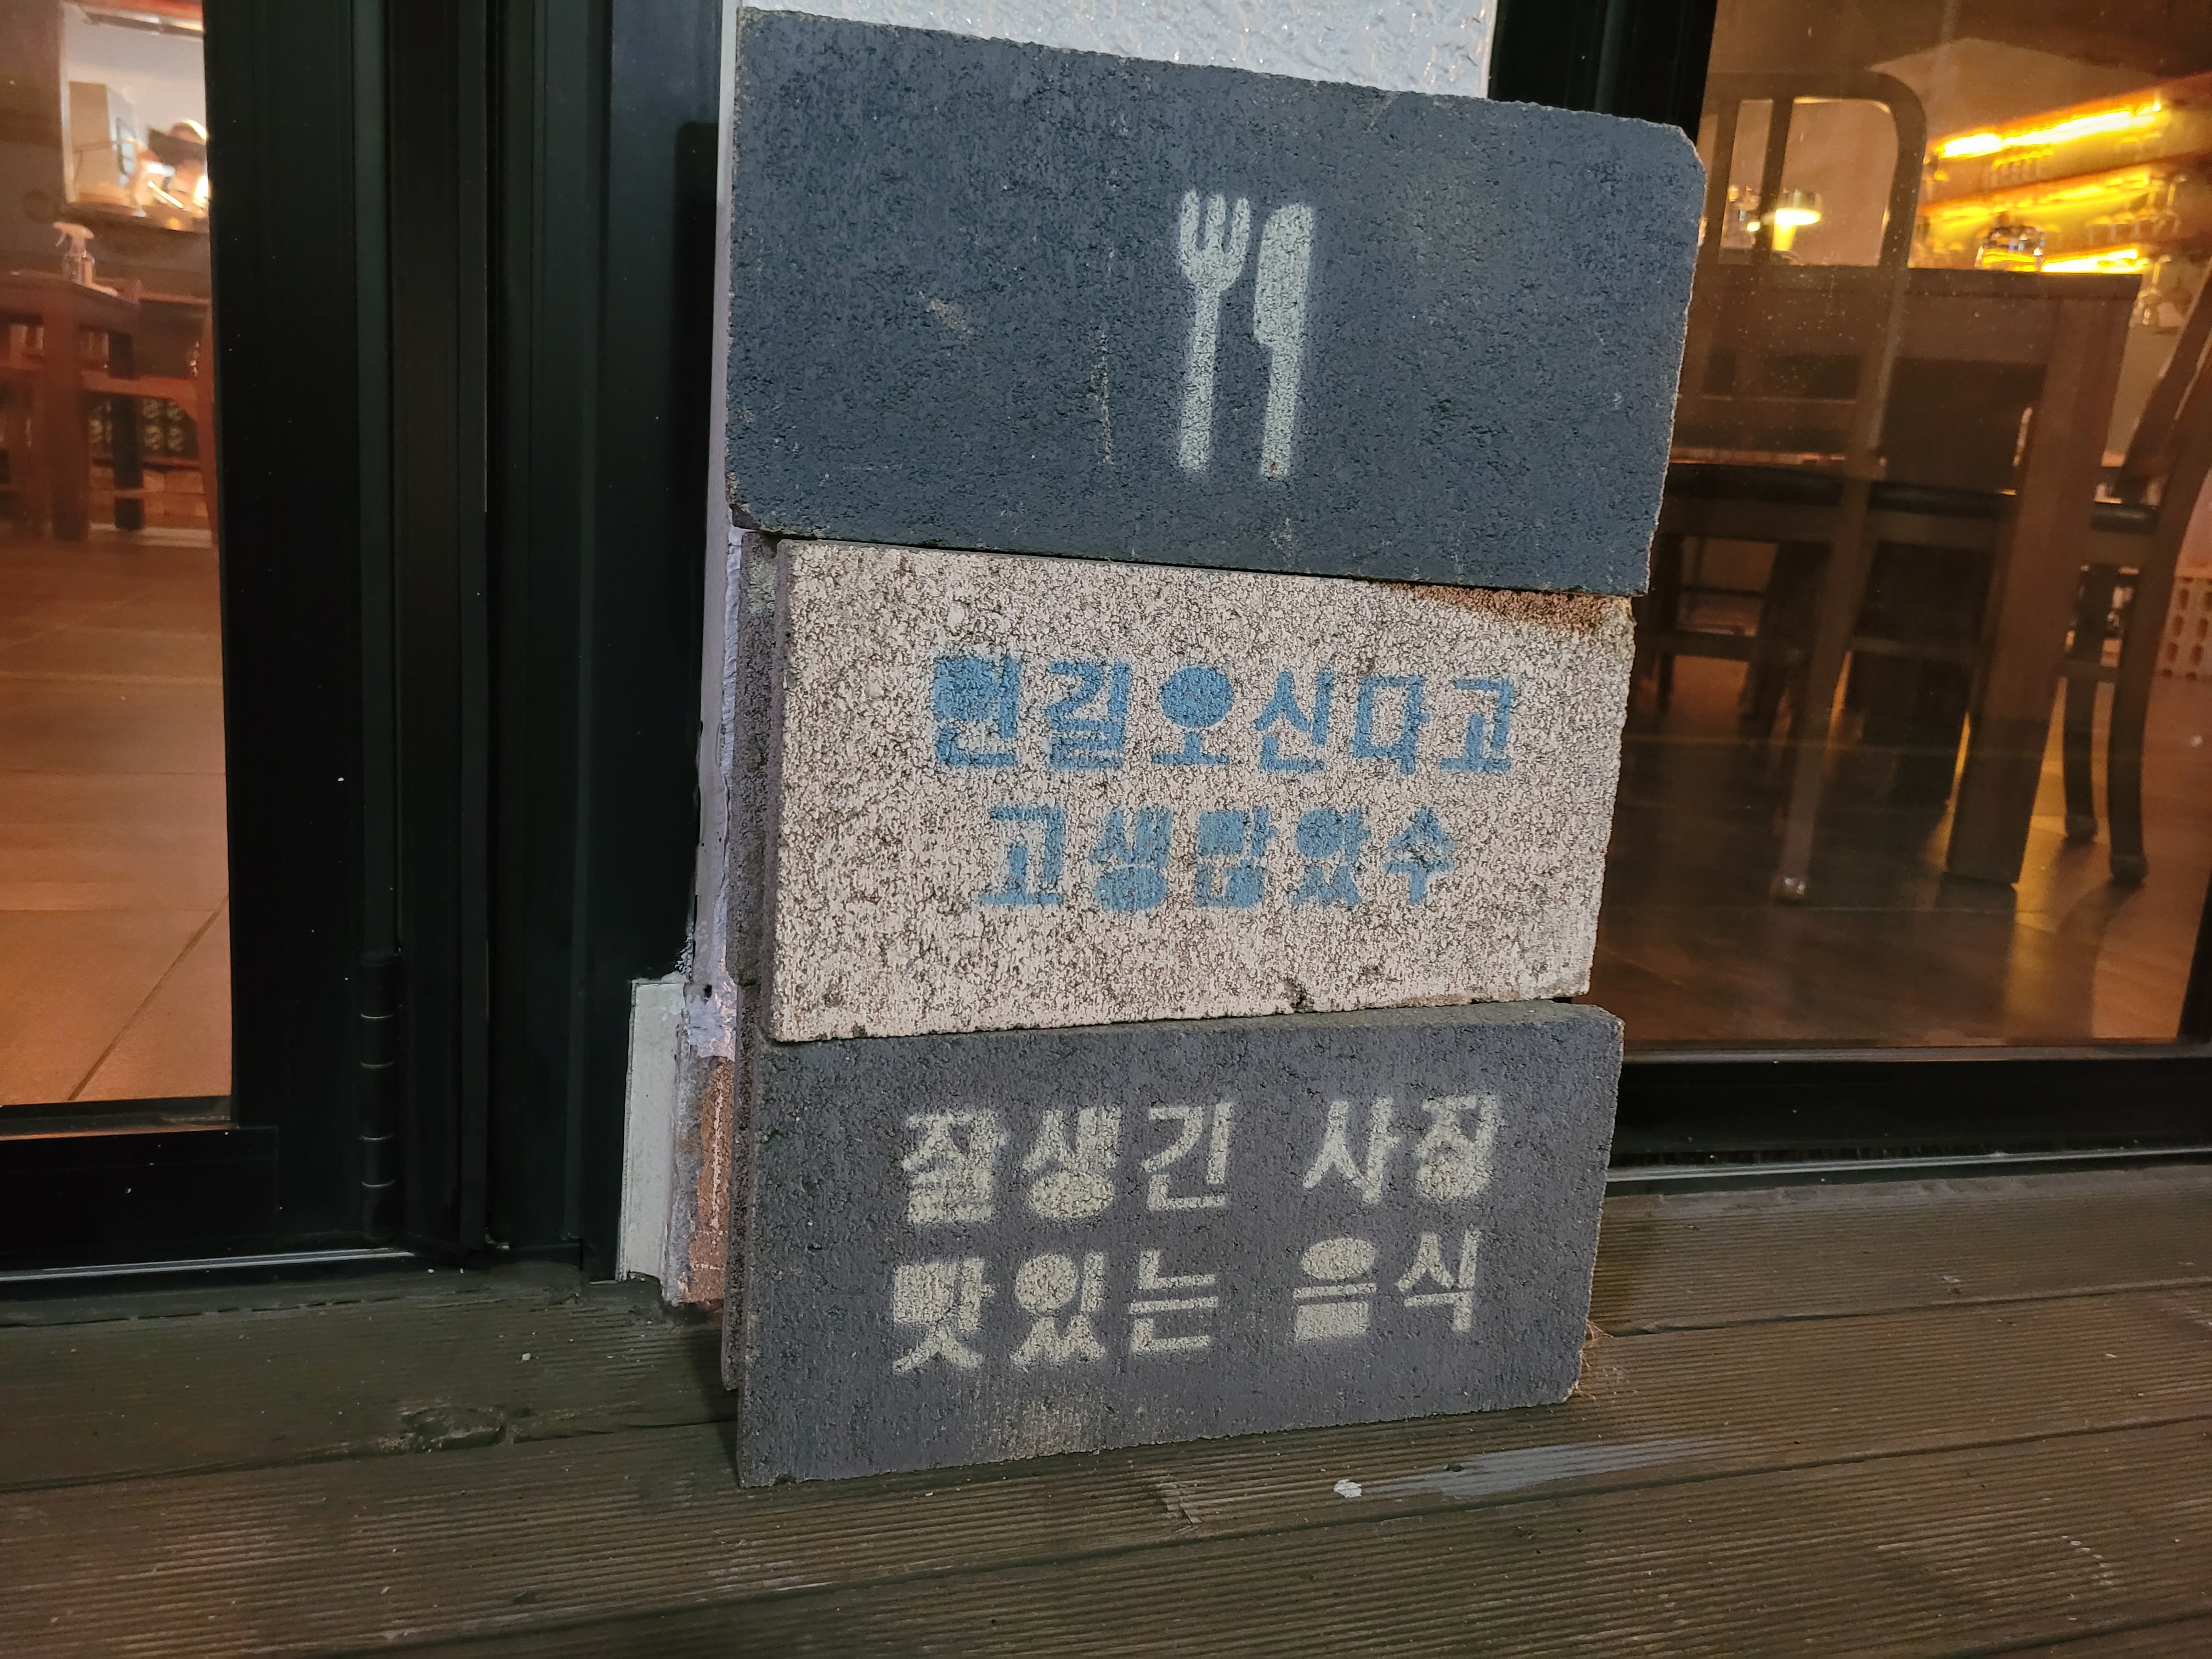 먼길오신다고
고생많았수
잘생긴 사장
맛있는 음식